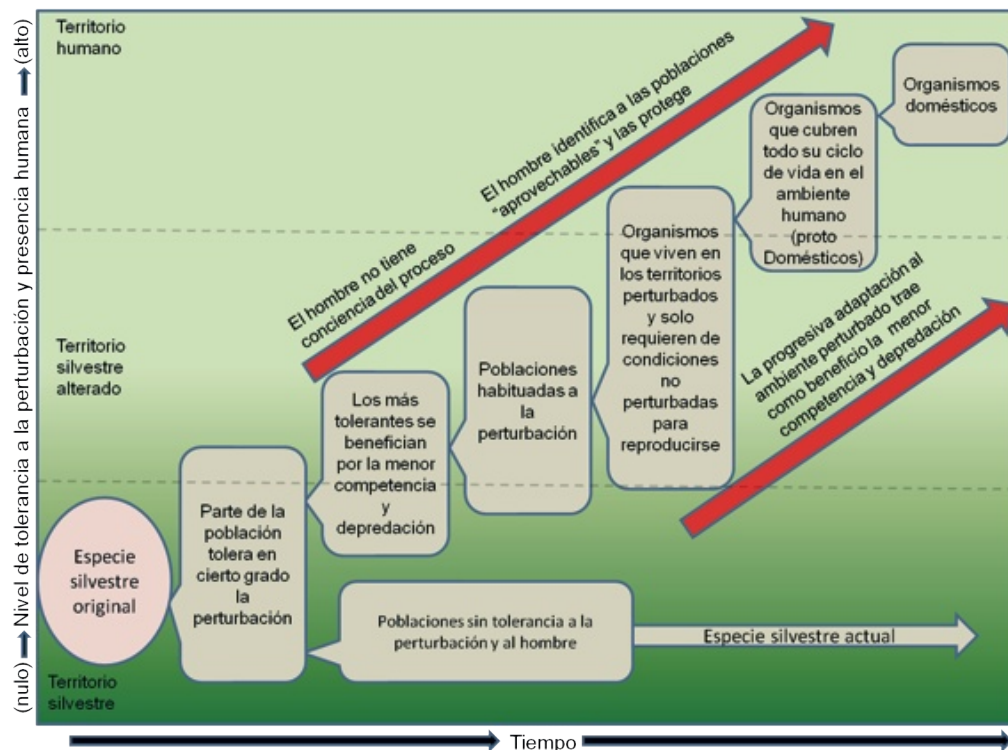 Territorio
humano
El hombre identifica a las poblaciones
"aprovechables" y las protege
El hombre no tiene
conciencia del proceso
Organismos
domésticos
Organismos
que cubren
todo su ciclo
de vida en el
ambiente
humano
(proto
Domésticos)
Organismos
que viven en
los territorios
perturbados
y solo
requieren de
condiciones
no
perturbadas
para
reproducirse
La progresiva adaptación al
ambiente perturbado trae
como beneficio la menor
competencia y depredación
Territorio
silvestre
alterado
Poblaciones
habituadas a
la
perturbación
Los más
tolerantes se
benefician
por la menor
competencia
y
depredación
Parte de la
población
tolera en
cierto grado
la
perturbación
Especie
silvestre
original
Poblaciones sin tolerancia a la
perturbación y al hombre
Especie silvestre actual
Territorio
silvestre
(nulo) Nivel de tolerancia a la perturbación y presencia humana (alto)
Tiempo